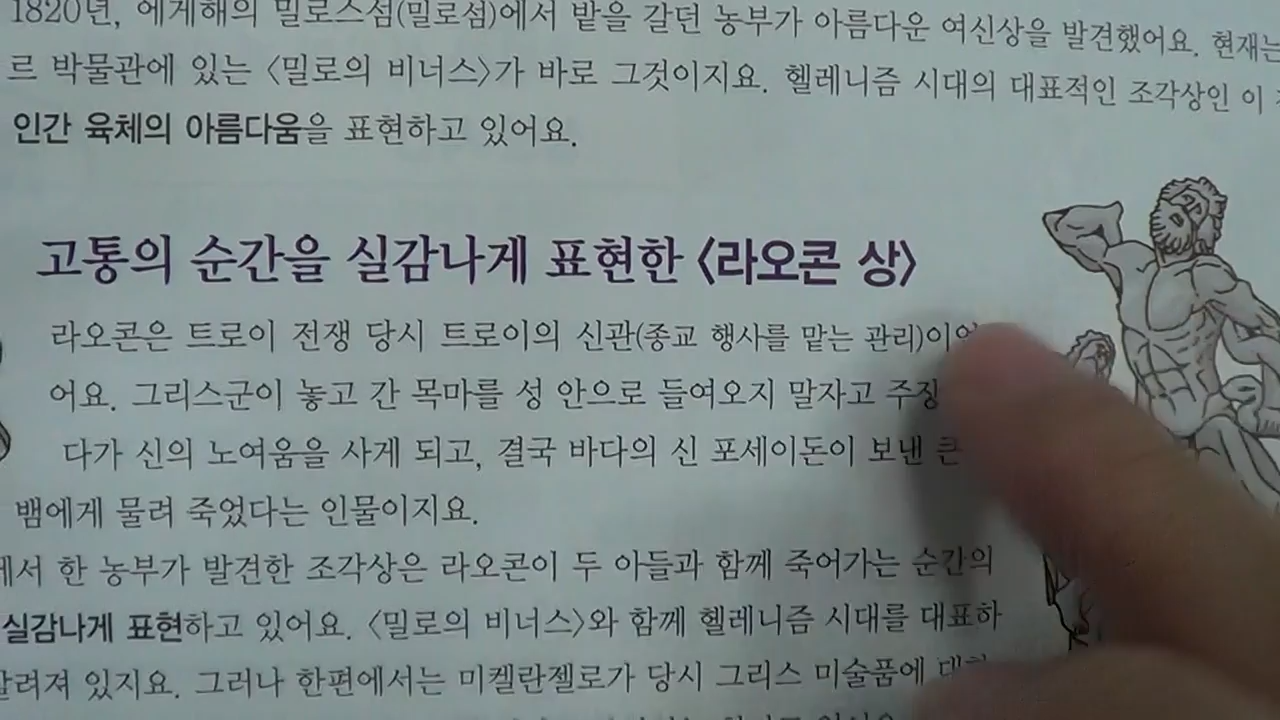 1820년, 에게해의 밀로스섬(밀로섬)에서 밭을 갈던 농부가 아름다운 여신상을 발견했어요. 현재는
르 박물관에 있는 〈밀로의 비너스〉가 바로 그것이지요. 헬레니즘 시대의 대표적인 조각상인 이
인간 육체의 아름다움을 표현하고 있어요.
고통의 순간을 실감나게 표현한 〈라오콘 상〉
라오콘은 트로이 전쟁 당시 트로이의 신관(종교 행사를 맡는 관리)이었
어요. 그리스군이 놓고 간 목마를 성 안으로 들여오지 말자고 주장
다가 신의 노여움을 사게 되고, 결국 바다의 신 포세이돈이 보낸 큰
뱀에게 물려 죽었다는 인물이지요.
에서 한 농부가 발견한 조각상은 라오콘이 두 아들과 함께 죽어가는 순간의
실감나게 표현하고 있어요. 〈밀로의 비너스〉와 함께 헬레니즘 시대를 대표하
알려져 있지요. 그러나 한편에서는 미켈란젤로가 당시 그리스 미술품에